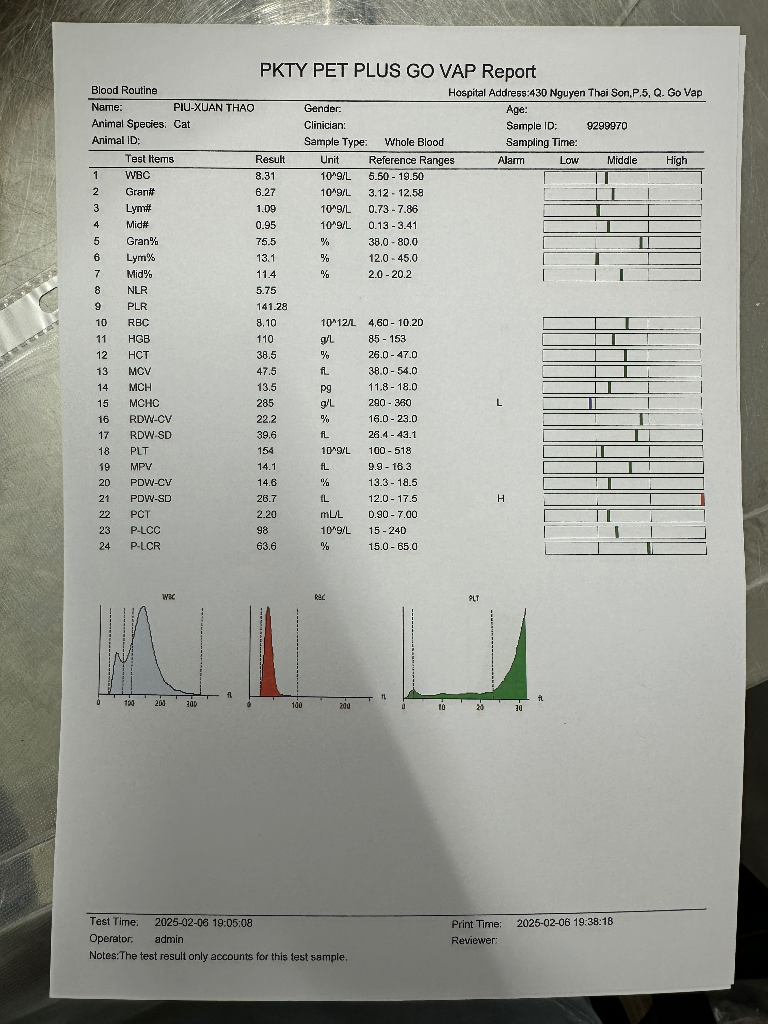 PKTY PET PLUS GO VAP Report
Blood Routine Hospital Address:430 Nguyen Thai Son,P.5, Q. Go Vap
Name: PIU-XUAN THAO Gender: Age:
Animal Species: Cat Clinician: Sample ID: 9299970
Animal ID: Sample Type: Whole Blood Sampling Time:
Test Items Result Unit Reference Ranges Alarm Low Middle High
1 WBC 8.31 10^9/L 5.50 - 19.50
2 Gran# 6.27 10^9/L 3.12 - 12.58
3 Lym# 1.09 10^9/L 0.73 - 7.86
4 Mid# 0.95 10^9/L 0.13 - 3.41
5 Gran% 75.5 % 38.0 - 80.0
6 Lym% 13.1 % 12.0 - 45.0
7 Mid% 11.4 % 2.0 - 20.2
8 NLR 5.75
9 PLR 141.28
10 RBC 8.10 10^12/L 4.60 - 10.20
11 HGB 110 g/L 85 - 153
12 HCT 38.5 % 26.0 - 47.0
13 MCV 47.5 fL 38.0 - 54.0
14 MCH 13.5 pg 11.8 - 18.0
15 MCHC 285 g/L 290 - 360 L
16 RDW-CV 22.2 % 16.0 - 23.0
17 RDW-SD 39.6 fL 26.4 - 43.1
18 PLT 154 10^9/L 100 - 518
19 MPV 14.1 fL 9.9 - 16.3
20 PDW-CV 14.6 % 13.3 - 18.5
21 PDW-SD 26.7 fL 12.0 - 17.5 H
22 PCT 2.20 mL/L 0.90 - 7.00
23 P-LCC 98 10^9/L 15 - 240
24 P-LCR 63.6 % 15.0 - 65.0
WBC RBC PLT
0 100 200 300 fL 0 100 200 fL 0 10 20 30 fL
Test Time: 2025-02-06 19:05:08 Print Time: 2025-02-06 19:38:18
Operator: admin Reviewer:
Notes:The test result only accounts for this test sample.